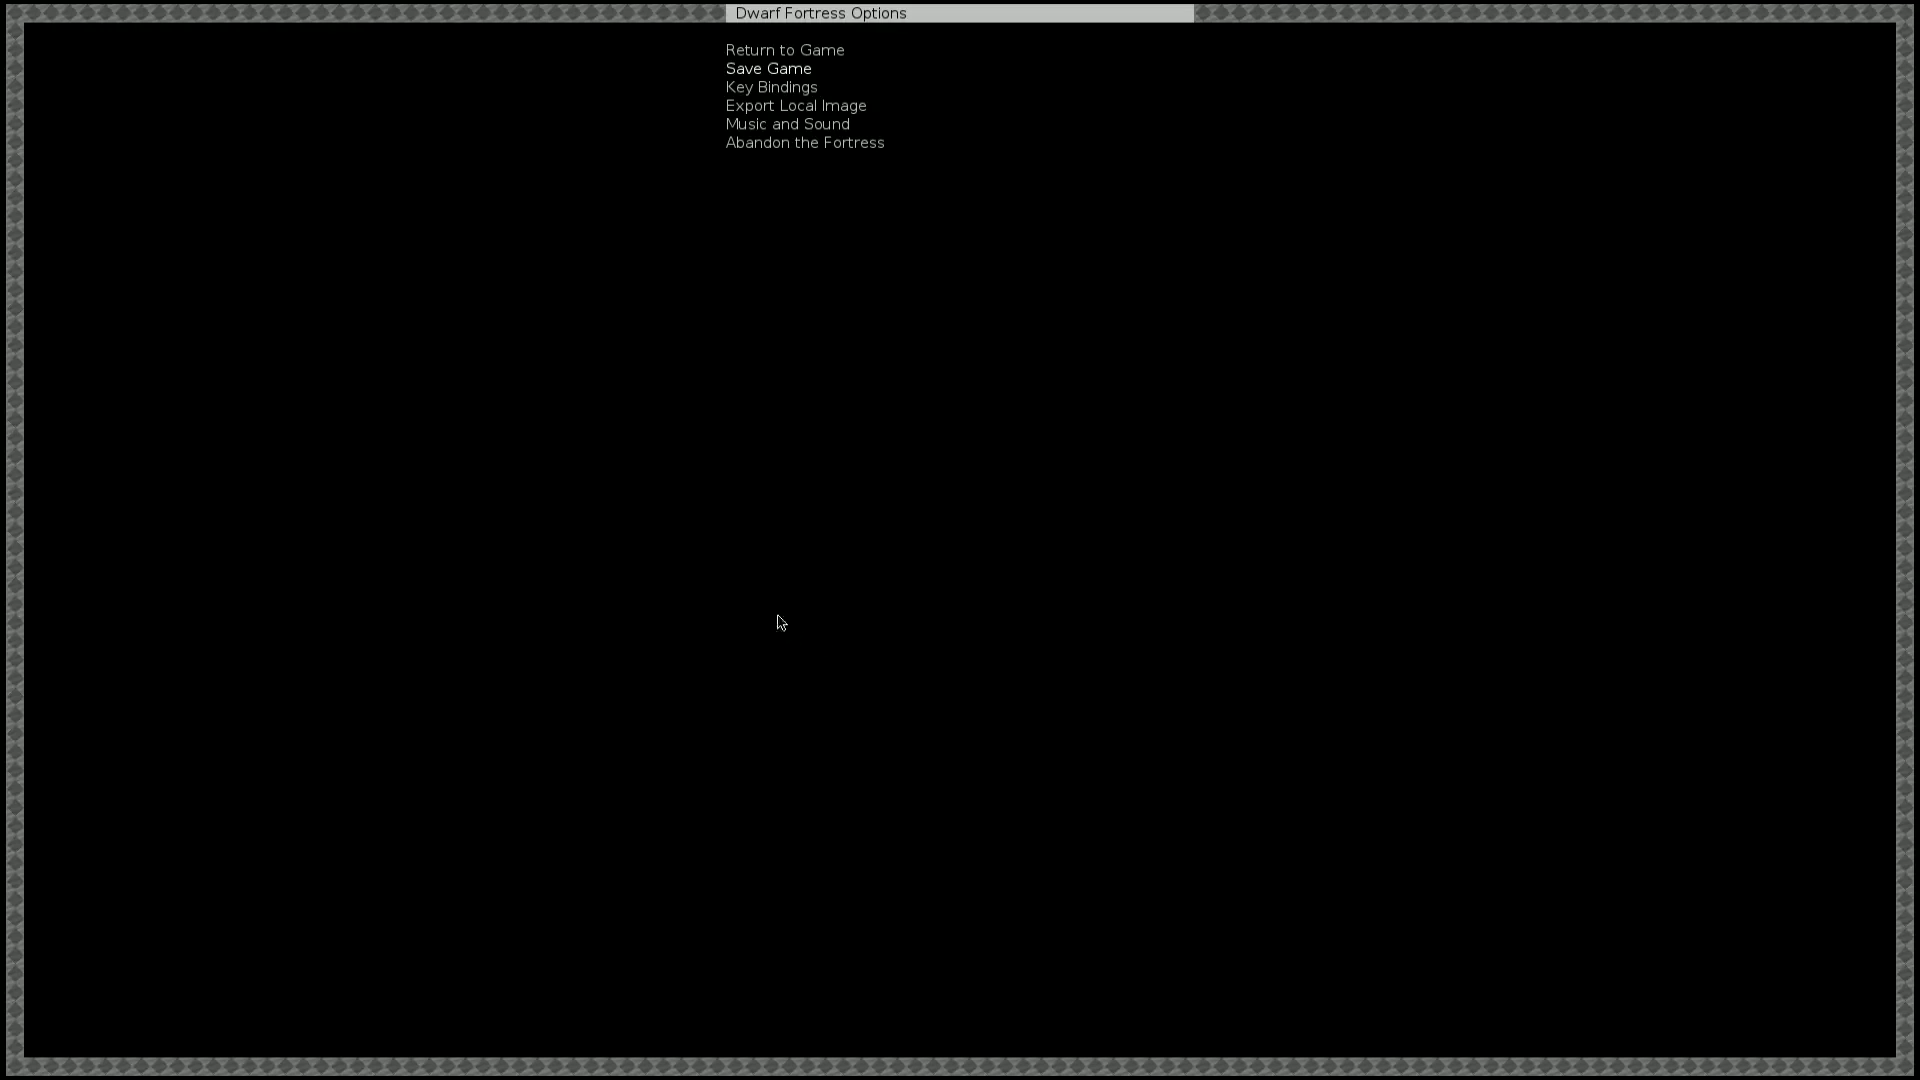 Dwarf Fortress Options
Return to Game
Save Game
Key Bindings
Export Local Image
Music and Sound
Abandon the Fortress